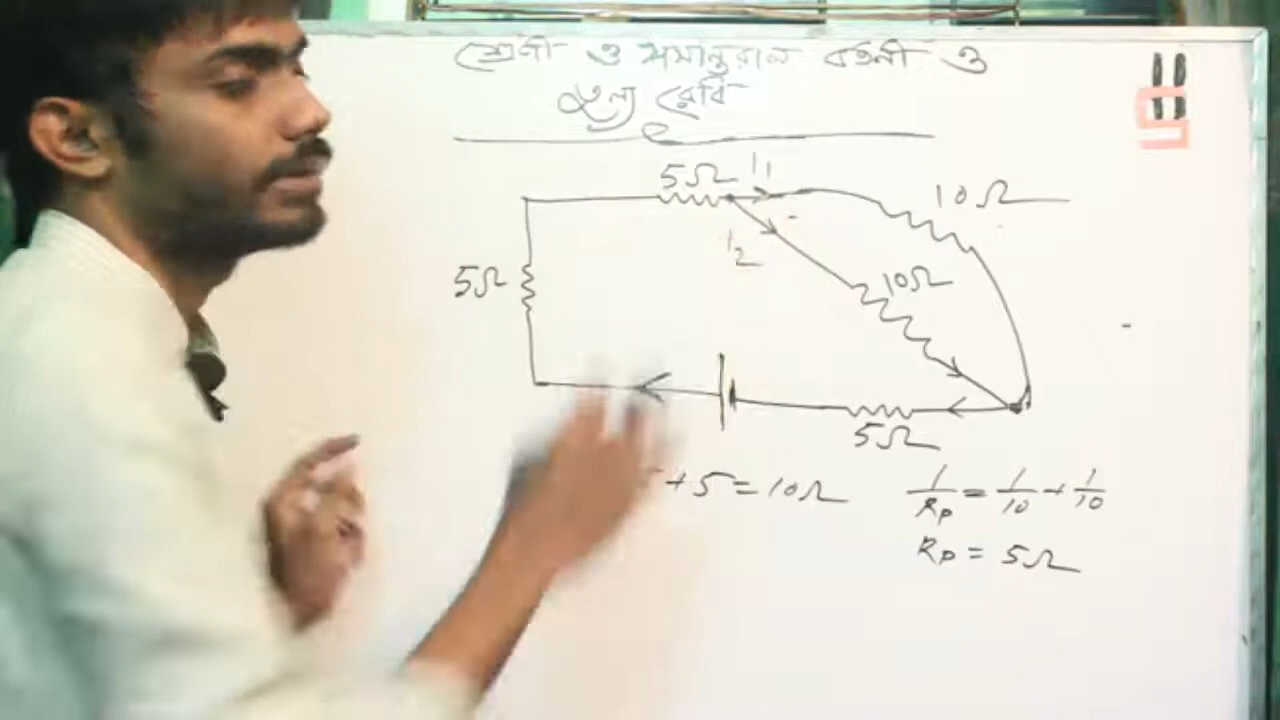 শ্রেণী ও সমান্তরাল বর্তনী ও
তুল্য রোধ
5Ω I₁
10Ω
I₂
5Ω
10Ω
5Ω
+5=10Ω
1/Rp = 1/10 + 1/10
Rp = 5Ω